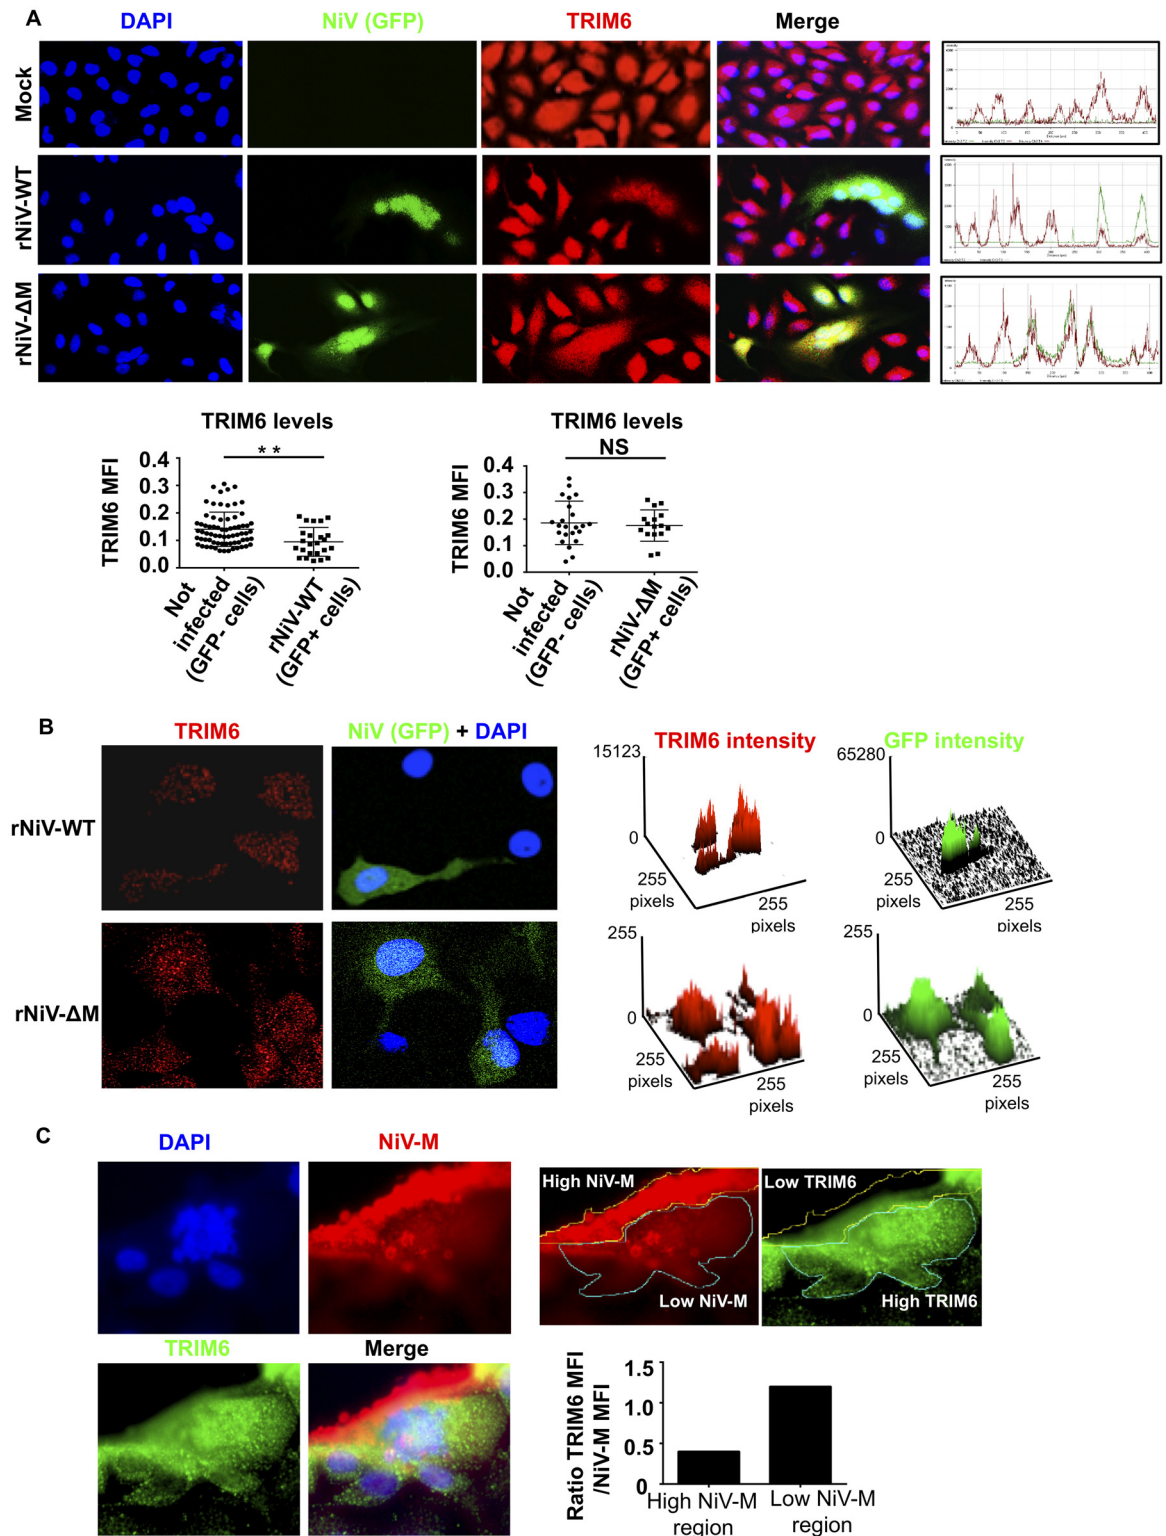 A
DAPI
NiV (GFP)
TRIM6
Merge
Mock
rNiV-WT
rNiV-ΔM
TRIM6 levels
**
TRIM6 MFI
0.4
0.3
0.2
0.1
0.0
Not
infected
(GFP- cells)
rNiV-WT
(GFP+ cells)
TRIM6 levels
NS
TRIM6 MFI
0.4
0.3
0.2
0.1
0.0
Not
infected
(GFP- cells)
rNiV-ΔM
(GFP+ cells)
B
TRIM6
NiV (GFP) + DAPI
rNiV-WT
rNiV-ΔM
TRIM6 intensity
15123
0
255
pixels
255
pixels
GFP intensity
65280
0
255
pixels
255
pixels
255
0
255
pixels
255
pixels
255
0
255
pixels
255
pixels
C
DAPI
NiV-M
TRIM6
Merge
High NiV-M
Low NiV-M
Low TRIM6
High TRIM6
Ratio TRIM6 MFI
/NiV-M MFI
1.5
1.0
0.5
0
High NiV-M
region
Low NiV-M
region